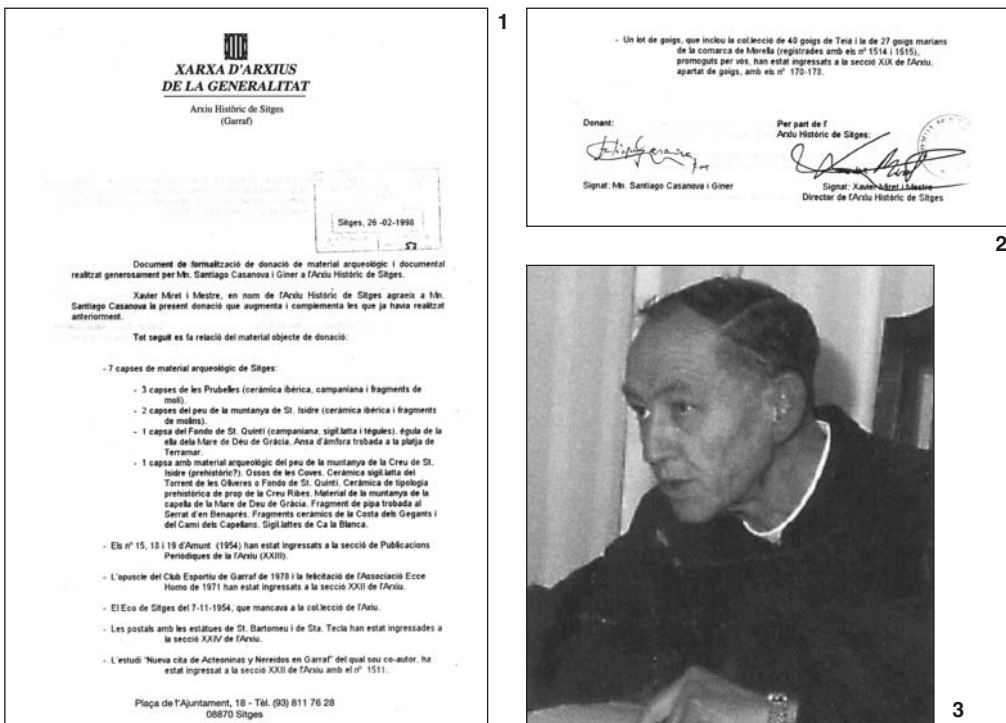 1
XARXA D'ARXIUS
DE LA GENERALITAT
Arxiu Històric de Sitges
(Garraf)
Sitges, 26 -02-1998
Document de formalització de donació de material arqueològic i documental
realitzat generosament per Mn. Santiago Casanova i Giner a l'Arxiu Històric de Sitges.
Xavier Miret i Mestre, en nom de l'Arxiu Històric de Sitges agraeix a Mn.
Santiago Casanova la present donació que augmenta i complementa les que ja havia realitzat
anteriorment.
Tot seguit es fa relació del material objecte de donació:
- 7 capses de material arqueològic de Sitges:
- 3 capses de les Prubelles (ceràmica ibèrica, campaniana i fragments de
molí).
- 2 capses del peu de la muntanya de St. Isidre (ceràmica ibèrica i fragments
de molins).
- 1 capsa del Fondo de St. Quintí (campaniana, sigil.latta i tègules). égula de la
ella dela Mare de Déu de Gràcia. Ansa d'àmfora trobada a la platja de
Terramar.
- 1 capsa amb material arqueològic del peu de la muntanya de la Creu de St.
Isidre (prehistòric?). Ossos de les Coves. Ceràmica sigil.latta del
Torrent de les Oliveres o Fondo de St. Quintí. Ceràmica de tipologia
prehistòrica de prop de la Creu Ribes. Material de la muntanya de la
capella de la Mare de Deu de Gràcia. Fragment de pipa trobada al
Serrat d'en Benaprés. Fragments ceràmics de la Costa dels Gegants i
del Camí dels Capellans. Sigil.lattes de Ca la Blanca.
- Els nº 15, 18 i 19 d'Amunt (1954) han estat ingressats a la secció de Publicacions
Periòdiques de la l'Arxiu (XXIII).
- L'opuscle del Club Esportiu de Garraf de 1978 i la felicitació de l'Associació Ecce
Homo de 1971 han estat ingressats a la secció XXII de l'Arxiu.
- El Eco de Sitges del 7-11-1954, que mancava a la col.lecció de l'Arxiu.
- Les postals amb les estàtues de St. Bartomeu i de Sta. Tecla han estat ingressades a
la secció XXIV de l'Arxiu.
- L'estudi "Nueva cita de Acteoninas y Nereidos en Garraf" del qual sou co-autor, ha
estat ingressat a la secció XXII de l'Arxiu amb el nº 1511.
Plaça de l'Ajuntament, 18 - Tèl. (93) 811 76 28
08870 Sitges
- Un lot de goigs, que inclou la col.lecció de 40 goigs de Teià i la de 27 goigs marians
de la comarca de Morella (registrades amb els nº 1514 i 1515),
promoguts per vós, han estat ingressats a la secció XIX de l'Arxiu,
apartat de goigs, amb els nº 170-178.
Donant:
Signat: Mn. Santiago Casanova i Giner
Per part de l'
Arxiu Històric de Sitges:
Signat: Xavier Miret i Mestre
Director de l'Arxiu Històric de Sitges
2
3